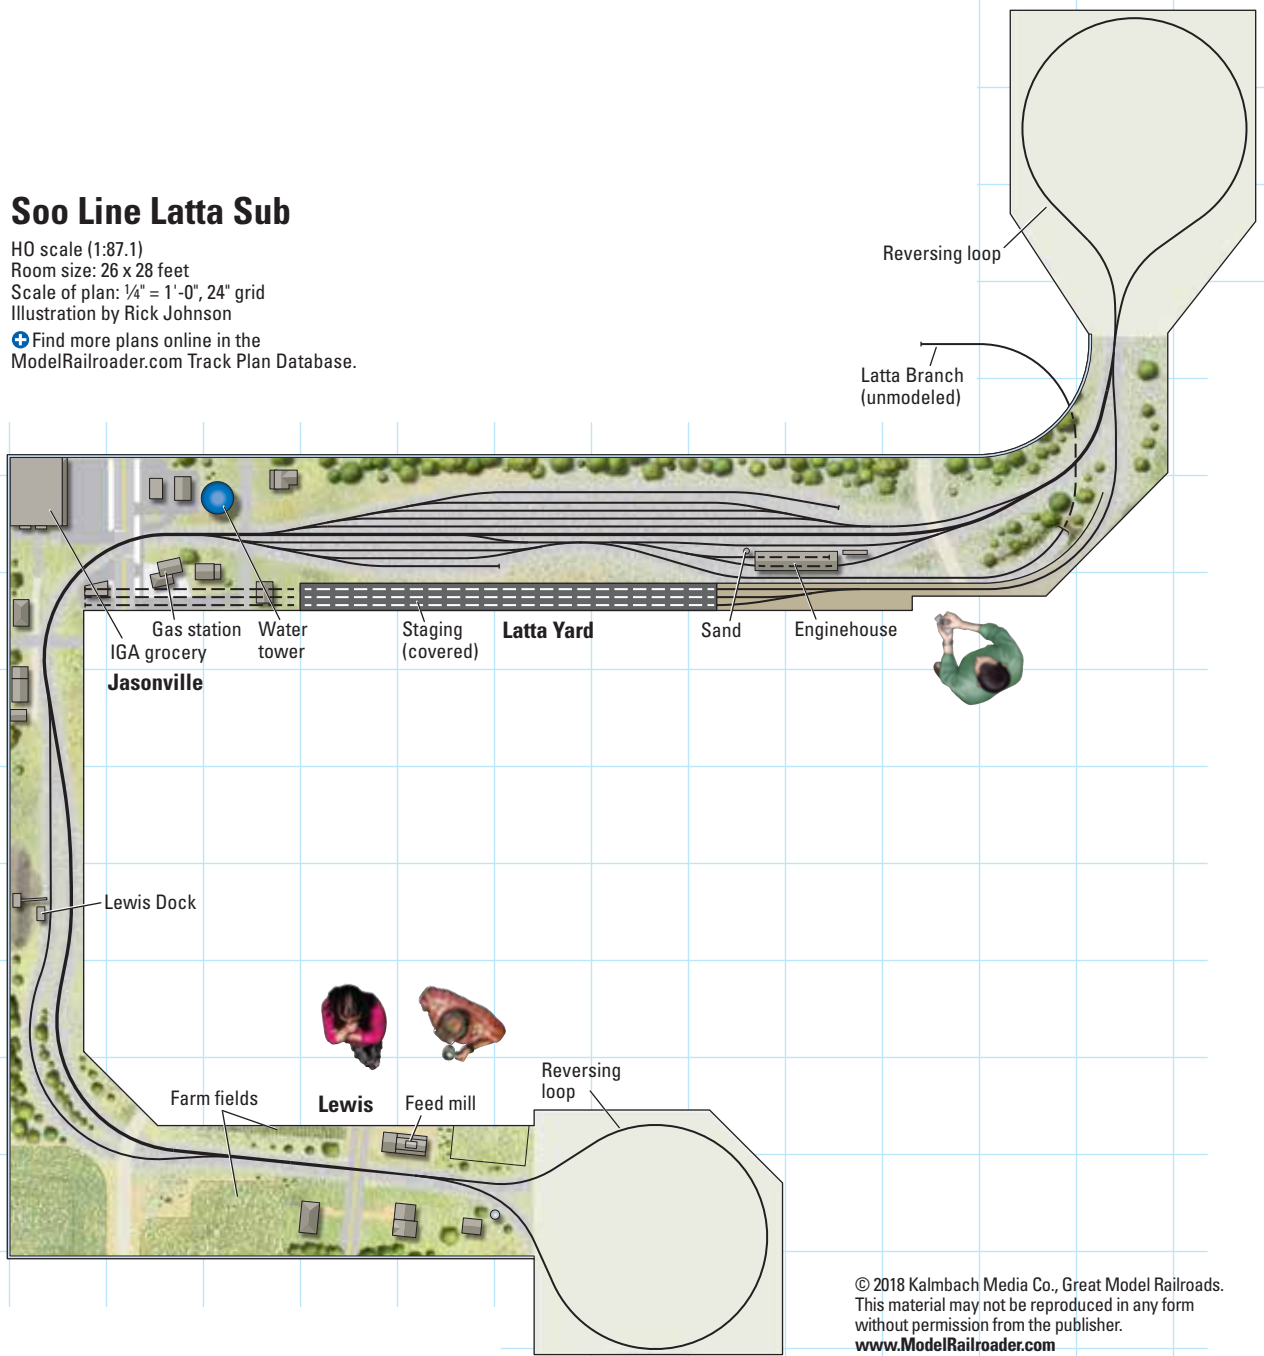 Soo Line Latta Sub
HO scale (1:87.1)
Room size: 26 x 28 feet
Scale of plan: ¼" = 1'-0", 24" grid
Illustration by Rick Johnson
Find more plans online in the
ModelRailroader.com Track Plan Database.
Reversing loop
Latta Branch
(unmodeled)
Gas station
IGA grocery
Jasonville
Water
tower
Staging
(covered)
Latta Yard
Sand
Enginehouse
Lewis Dock
Farm fields
Lewis
Feed mill
Reversing
loop
© 2018 Kalmbach Media Co., Great Model Railroads.
This material may not be reproduced in any form
without permission from the publisher.
www.ModelRailroader.com